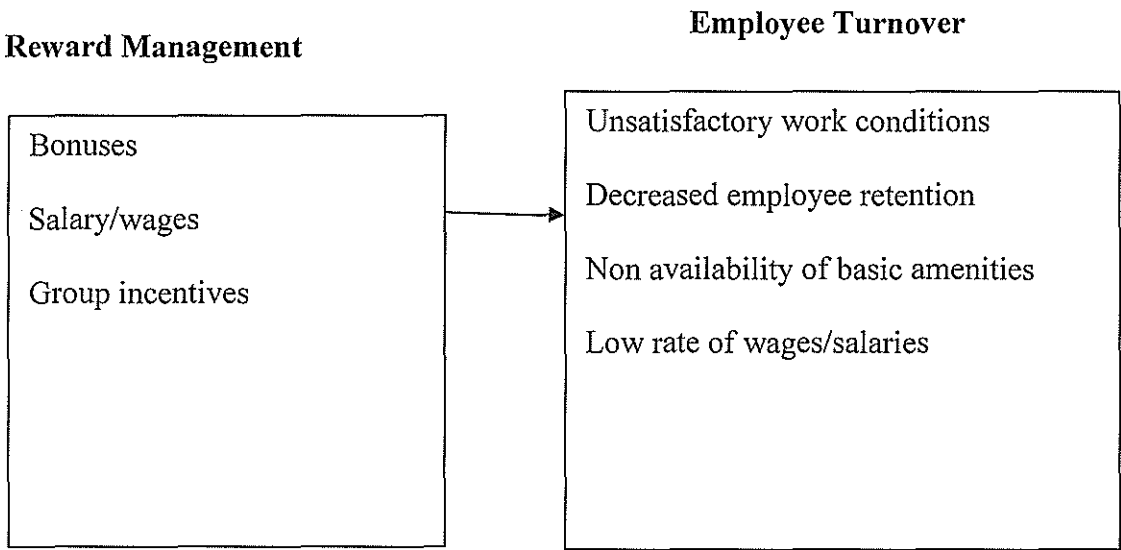 Reward Management
Bonuses
Salary/wages
Group incentives
Employee Turnover
Unsatisfactory work conditions
Decreased employee retention
Non availability of basic amenities
Low rate of wages/salaries